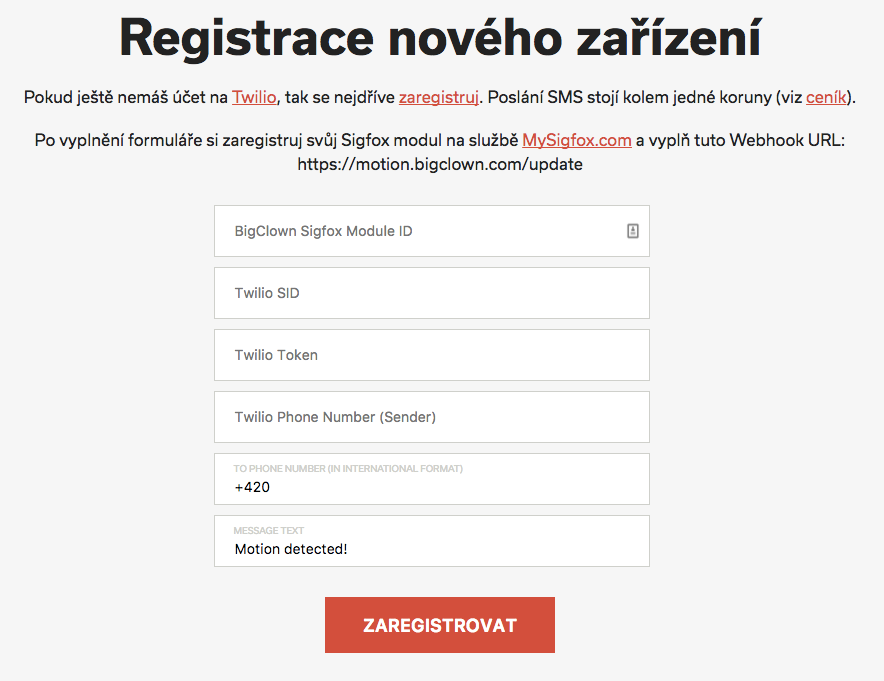 Registrace nového zařízení
Pokud ještě nemáš účet na Twilio, tak se nejdříve zaregistruj. Poslání SMS stojí kolem jedné koruny (viz ceník).
Po vyplnění formuláře si zaregistruj svůj Sigfox modul na službě MySigfox.com a vyplň tuto Webhook URL:
https://motion.bigclown.com/update
BigClown Sigfox Module ID
Twilio SID
Twilio Token
Twilio Phone Number (Sender)
TO PHONE NUMBER (IN INTERNATIONAL FORMAT)
+420
MESSAGE TEXT
Motion detected!
ZAREGISTROVAT